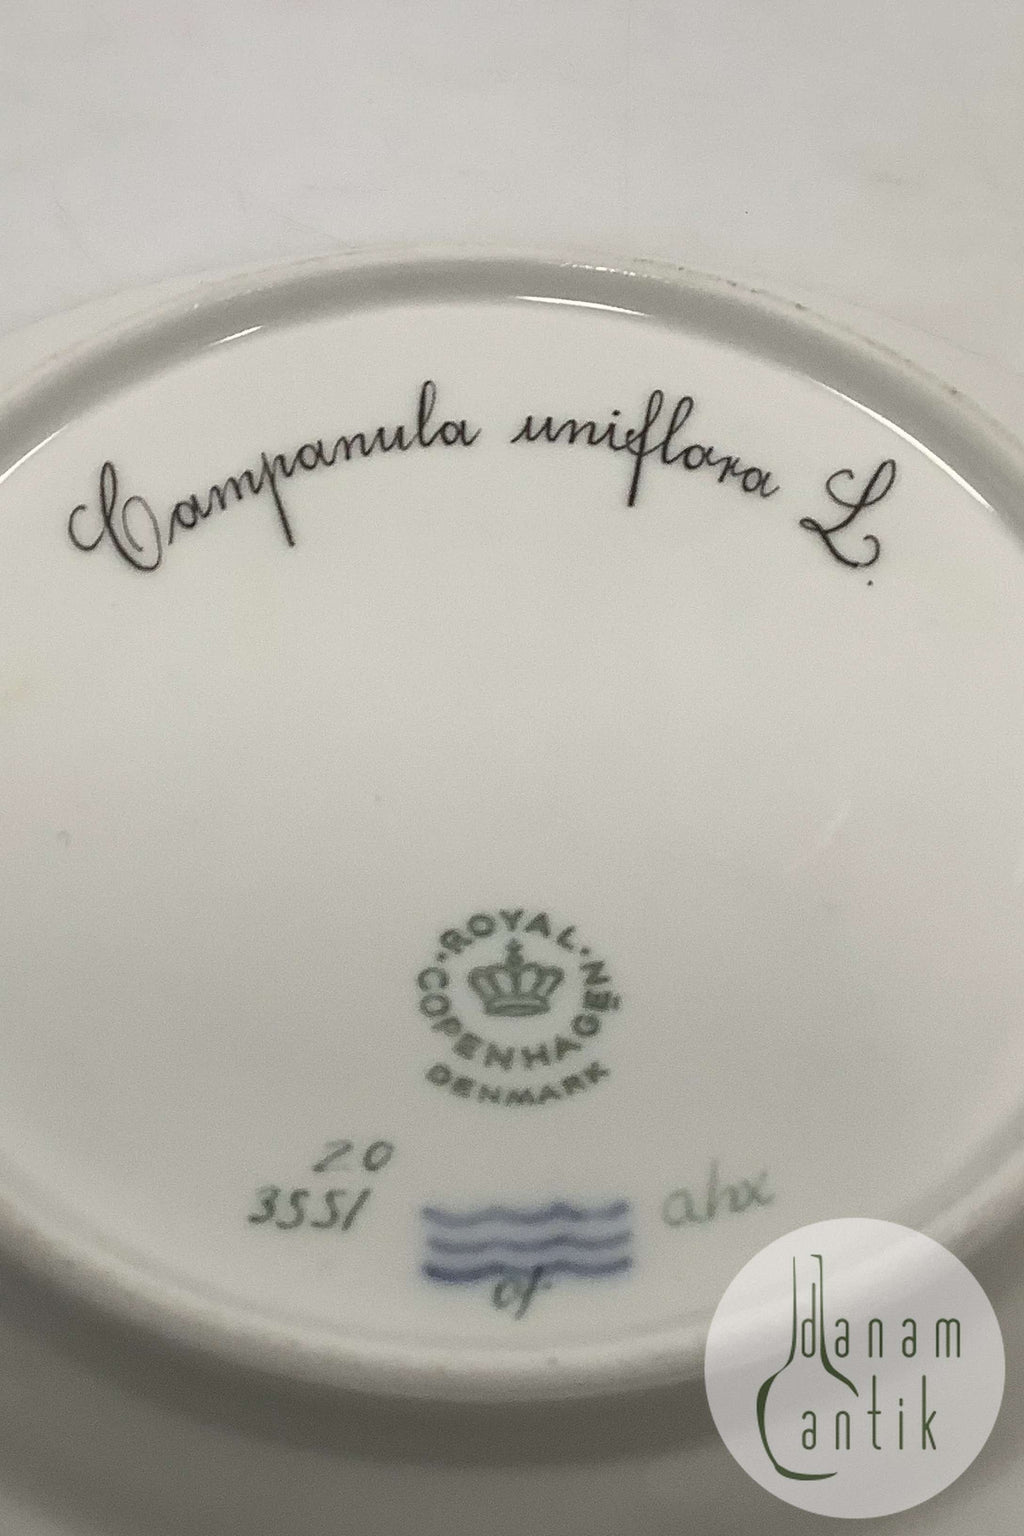 Campanula uniflora L.
·ROYAL·
COPENHAGEN
DENMARK
20
3551
ahx
danam
antik